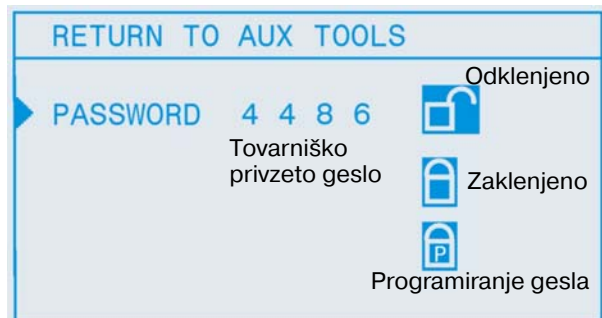 RETURN TO AUX TOOLS
Odklenjeno
PASSWORD 4 4 8 6
Tovarniško
privzeto geslo
Zaklenjeno
P
Programiranje gesla